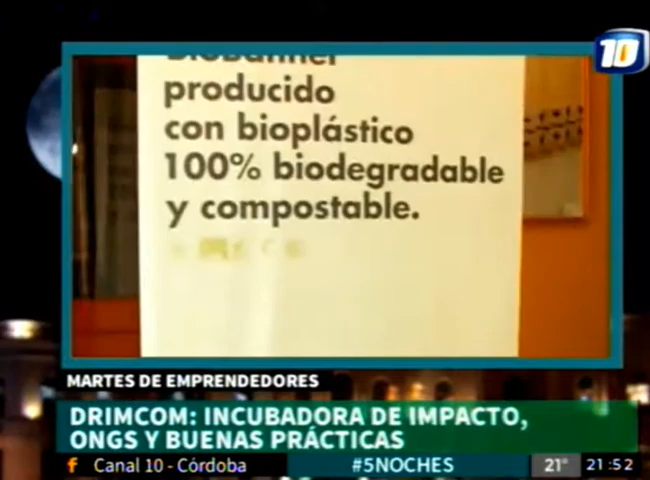 10
BioBanner
producido
con bioplástico
100% biodegradable
y compostable.
MARTES DE EMPRENDEDORES
DRIMCOM: INCUBADORA DE IMPACTO,
ONGS Y BUENAS PRÁCTICAS
f Canal 10 - Córdoba #5NOCHES 21° 21:52